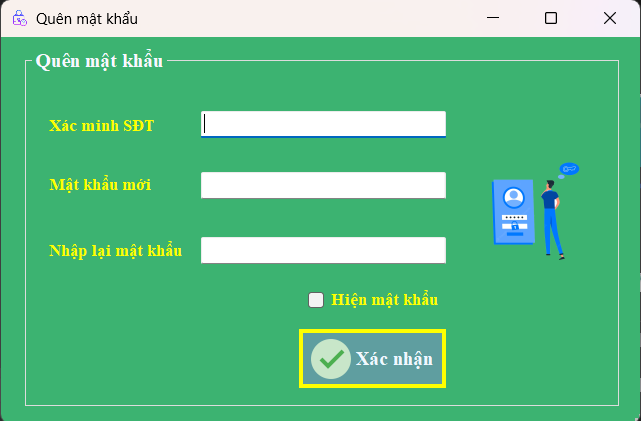 Quên mật khẩu
Quên mật khẩu
Xác minh SĐT
Mật khẩu mới
Nhập lại mật khẩu
Hiện mật khẩu
Xác nhận